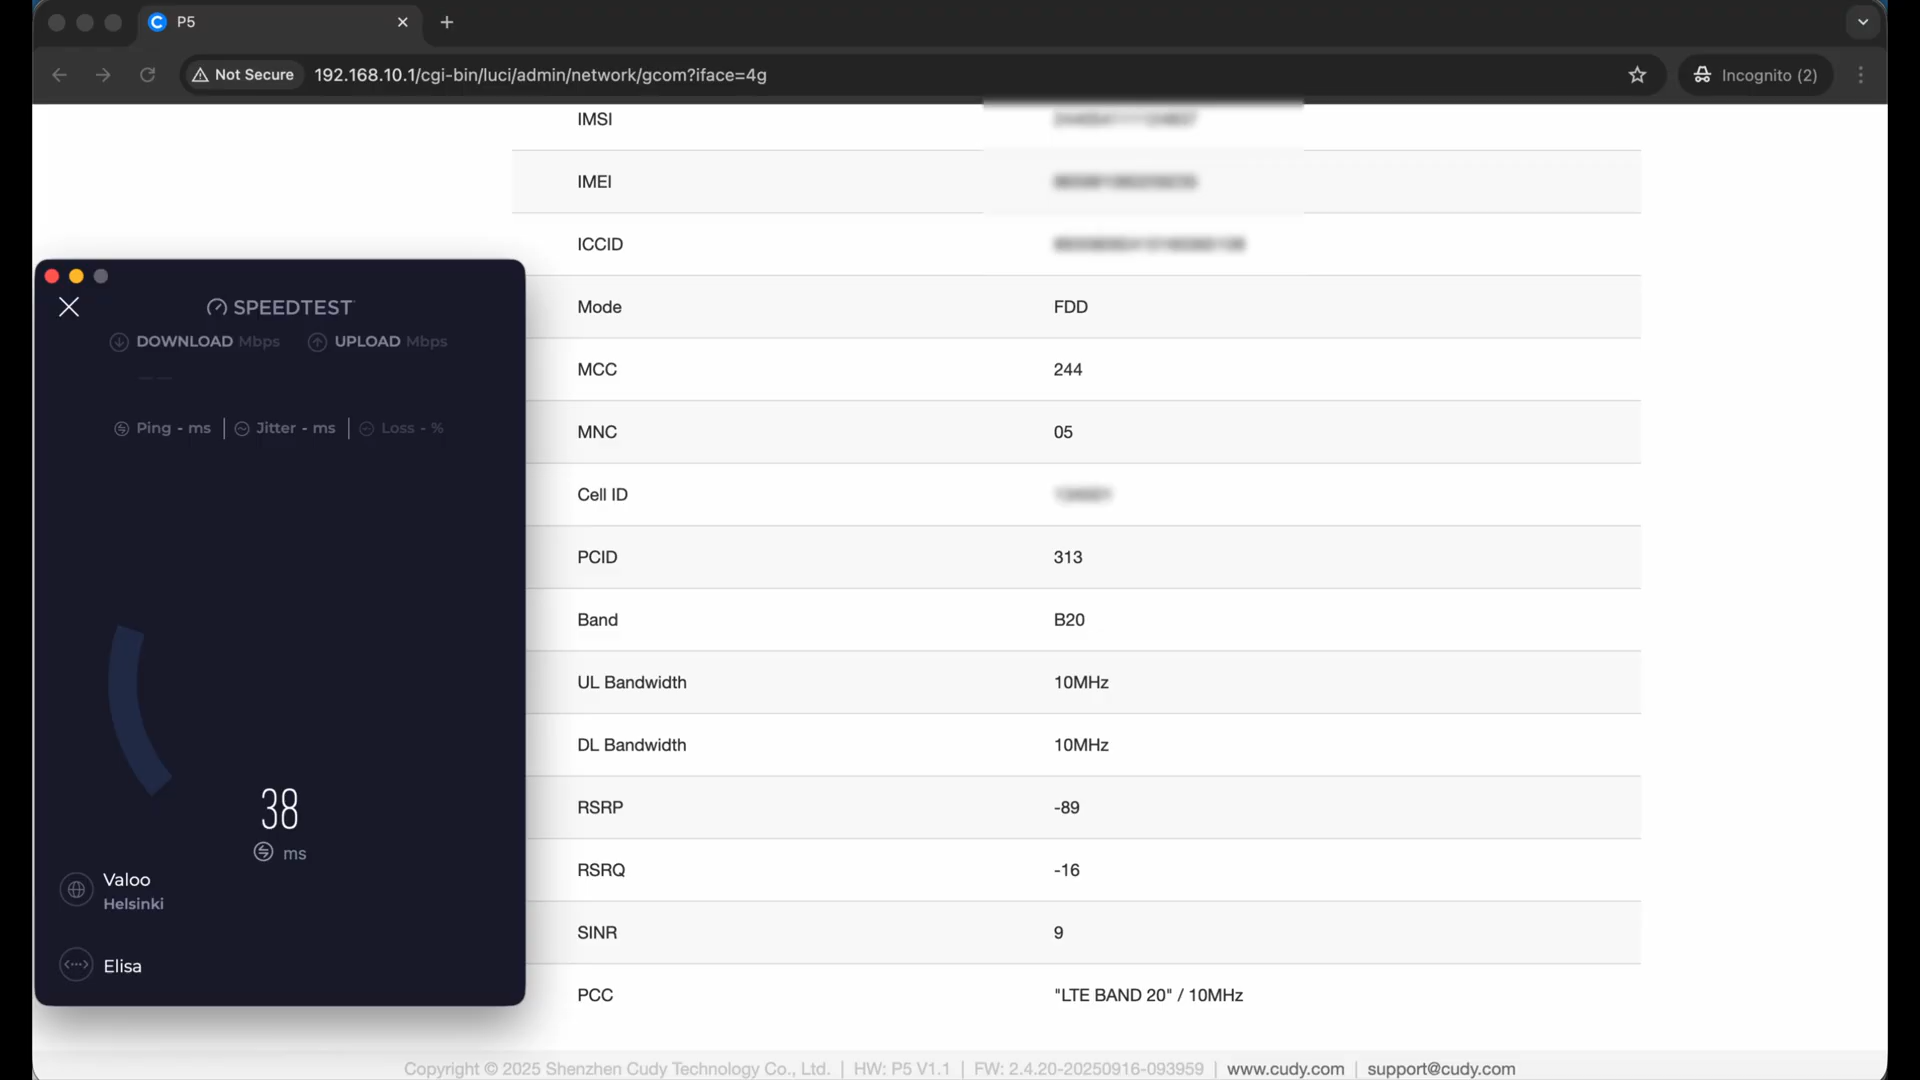 P5
Not Secure 192.168.10.1/cgi-bin/luci/admin/network/gcom?iface=4g
Incognito (2)
IMSI
IMEI
ICCID
Mode FDD
MCC 244
MNC 05
Cell ID
PCID 313
Band B20
UL Bandwidth 10MHz
DL Bandwidth 10MHz
RSRP -89
RSRQ -16
SINR 9
PCC "LTE BAND 20" / 10MHz
SPEEDTEST
DOWNLOAD Mbps UPLOAD Mbps
Ping - ms | Jitter - ms | Loss - %
38
ms
Valoo
Helsinki
Elisa
Copyright © 2025 Shenzhen Cudy Technology Co., Ltd. | HW: P5 V1.1 | FW: 2.4.20-20250916-093959 | www.cudy.com | support@cudy.com